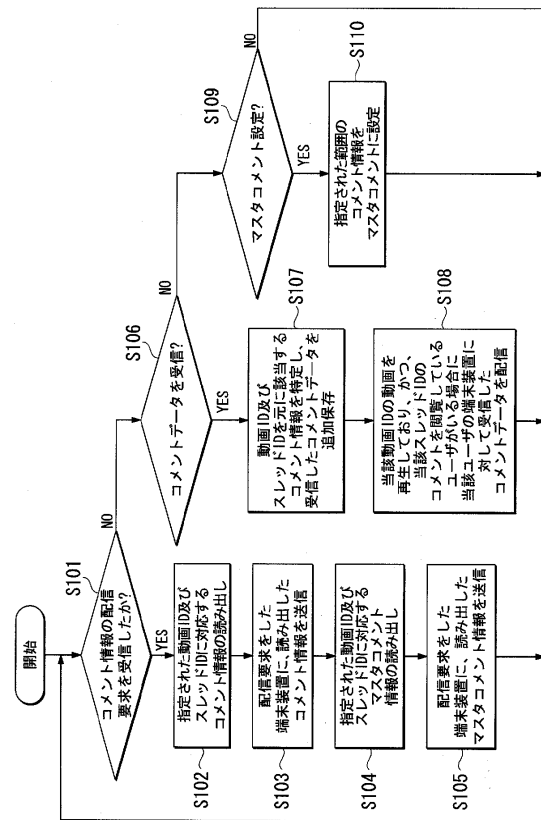 開始
S101
コメント情報の配信
要求を受信したか?
NO
YES
S102
指定された動画ID及び
スレッドIDに対応する
コメント情報の読み出し
S103
配信要求をした
端末装置に、読み出した
コメント情報を送信
S104
指定された動画ID及び
スレッドIDに対応する
マスタコメント
情報の読み出し
S105
配信要求をした
端末装置に、読み出した
マスタコメント情報を送信
S106
コメントデータを受信?
NO
YES
S107
動画ID及び
スレッドIDを元に該当する
コメント情報を特定し、
受信したコメントデータを
追加保存
S108
当該動画IDの動画を
再生しており、かつ、
当該スレッドIDの
コメントを閲覧している
ユーザがいる場合に
当該ユーザの端末装置に
対して受信した
コメントデータを配信
S109
マスタコメント設定?
NO
YES
S110
指定された範囲の
コメント情報を
マスタコメントに設定